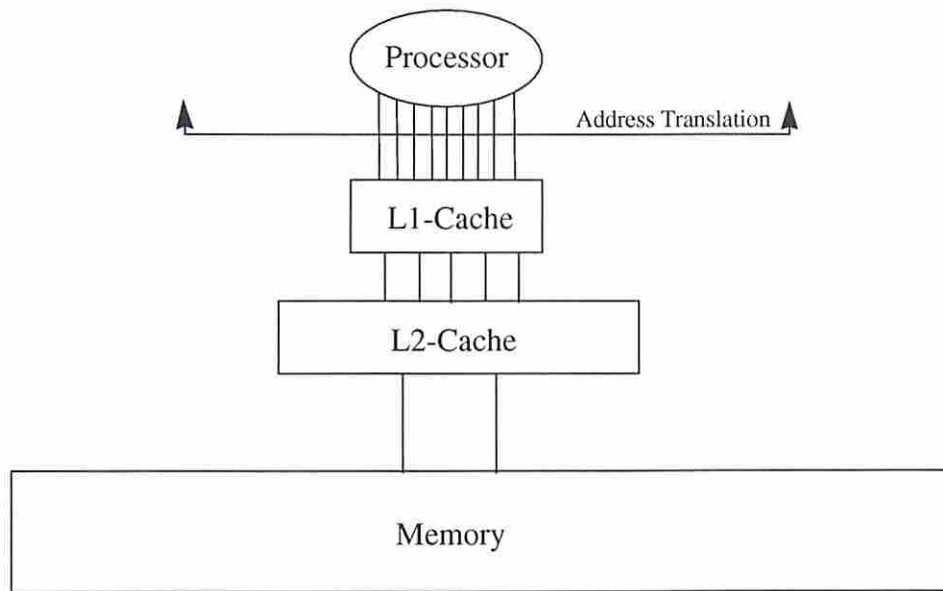 Processor
Address Translation
L1-Cache
L2-Cache
Memory